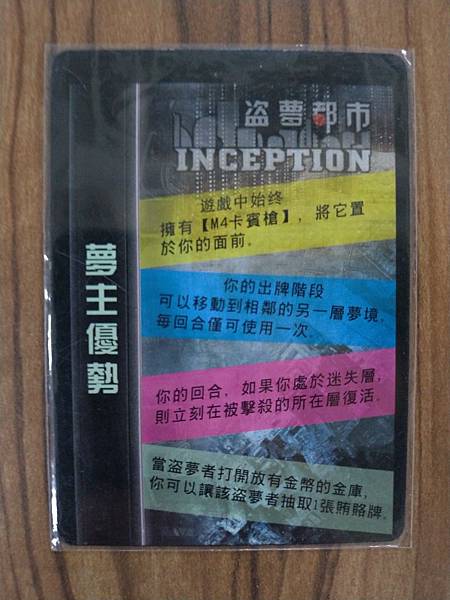 盗夢都市
INCEPTION
夢主優勢
遊戲中始终
擁有【M4卡賓槍】，將它置
於你的面前。
你的出牌階段
可以移動到相鄰的另一層夢境，
每回合僅可使用一次.
你的回合，如果你處於迷失層，
則立刻在被擊殺的所在層復活.
當盗夢者打開放有金幣的金庫，
你可以讓該盗夢者抽取1張賄賂牌.